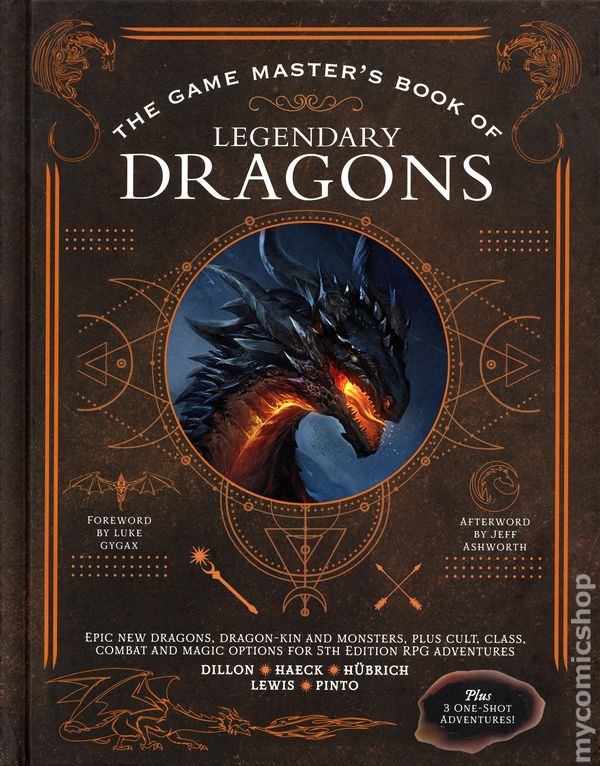 THE GAME MASTER'S BOOK OF
LEGENDARY
DRAGONS
FOREWORD
BY LUKE
GYGAX
AFTERWORD
BY JEFF
ASHWORTH
EPIC NEW DRAGONS, DRAGON-KIN AND MONSTERS, PLUS CULT, CLASS,
COMBAT AND MAGIC OPTIONS FOR 5TH EDITION RPG ADVENTURES
DILLON ✷ HAECK ✷ HÜBRICH
LEWIS ✷ PINTO
Plus
3 ONE-SHOT
ADVENTURES!
mycomicshop